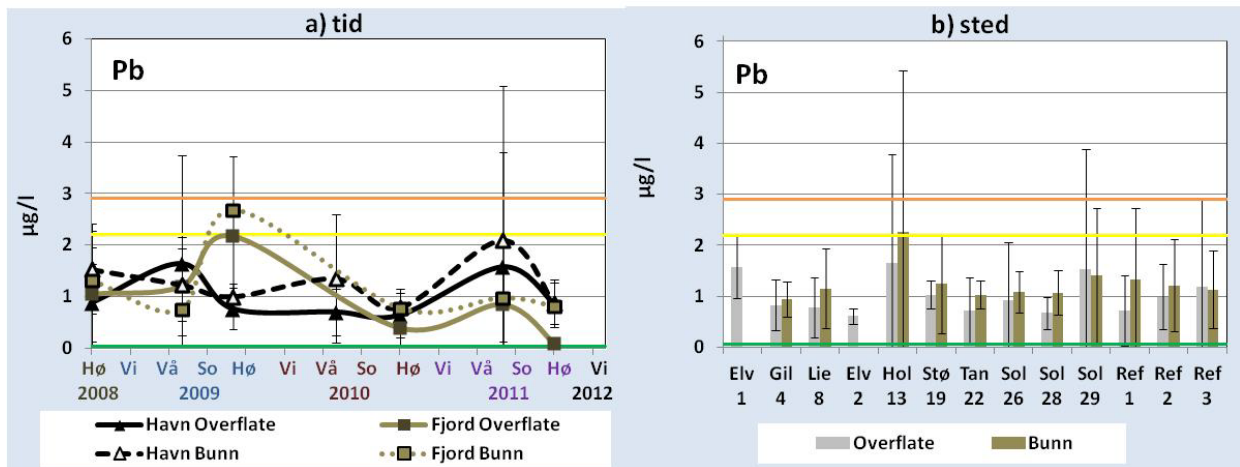 a) tid
Pb
µg/l
6
5
4
3
2
1
0
Hø Vi Vå So Hø Vi Vå So Hø Vi Vå So Hø Vi
2008 2009 2010 2011 2012
Havn Overflate Fjord Overflate
Havn Bunn Fjord Bunn
b) sted
Pb
µg/l
6
5
4
3
2
1
0
Elv Gil Lie Elv Hol Stø Tan Sol Sol Sol Ref Ref Ref
1 4 8 2 13 19 22 26 28 29 1 2 3
Overflate Bunn